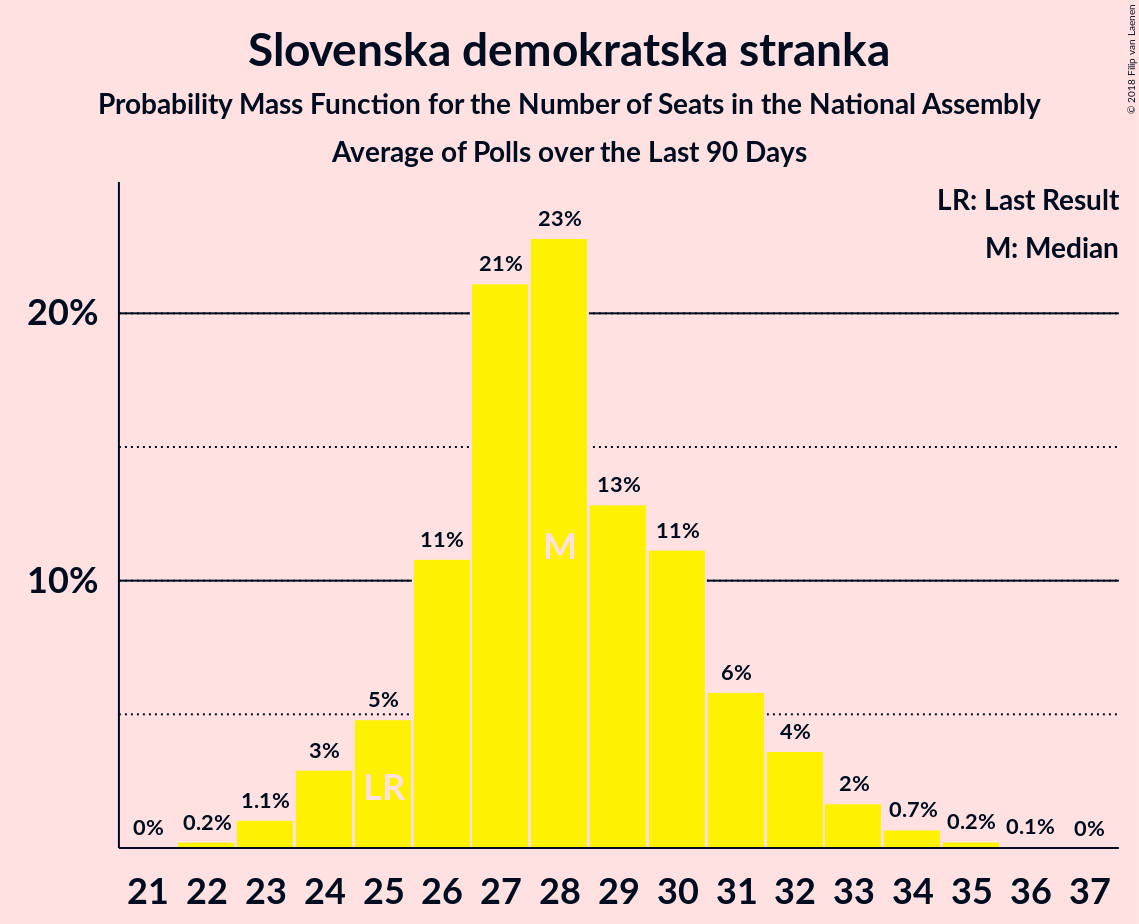 Slovenska demokratska stranka
Probability Mass Function for the Number of Seats in the National Assembly
Average of Polls over the Last 90 Days
© 2018 Filip van Laenen
LR: Last Result
M: Median
20%
10%
0%
0.2%
1.1%
3%
5%
11%
21%
23%
13%
11%
6%
4%
2%
0.7%
0.2%
0.1%
0%
LR
M
21 22 23 24 25 26 27 28 29 30 31 32 33 34 35 36 37